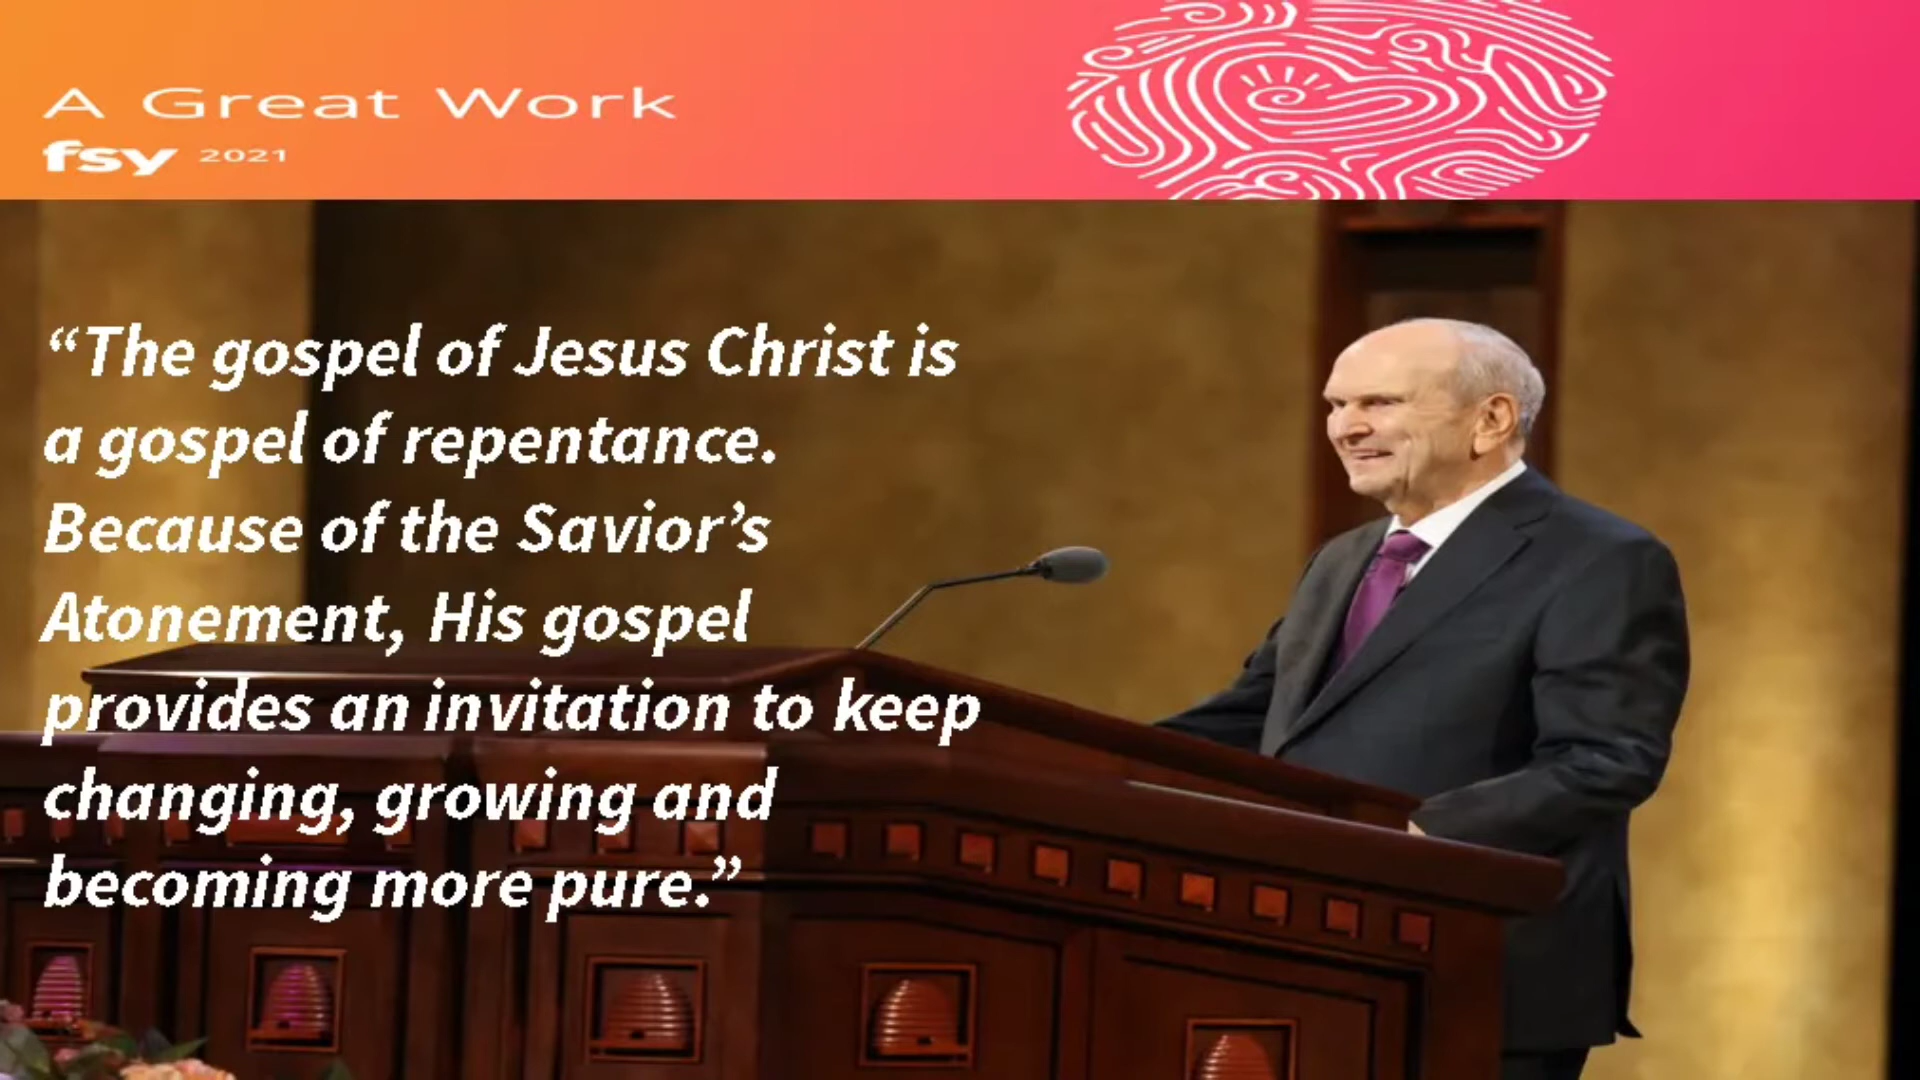 A Great Work
fsy 2021
“The gospel of Jesus Christ is
a gospel of repentance.
Because of the Savior’s
Atonement, His gospel
provides an invitation to keep
changing, growing and
becoming more pure.”